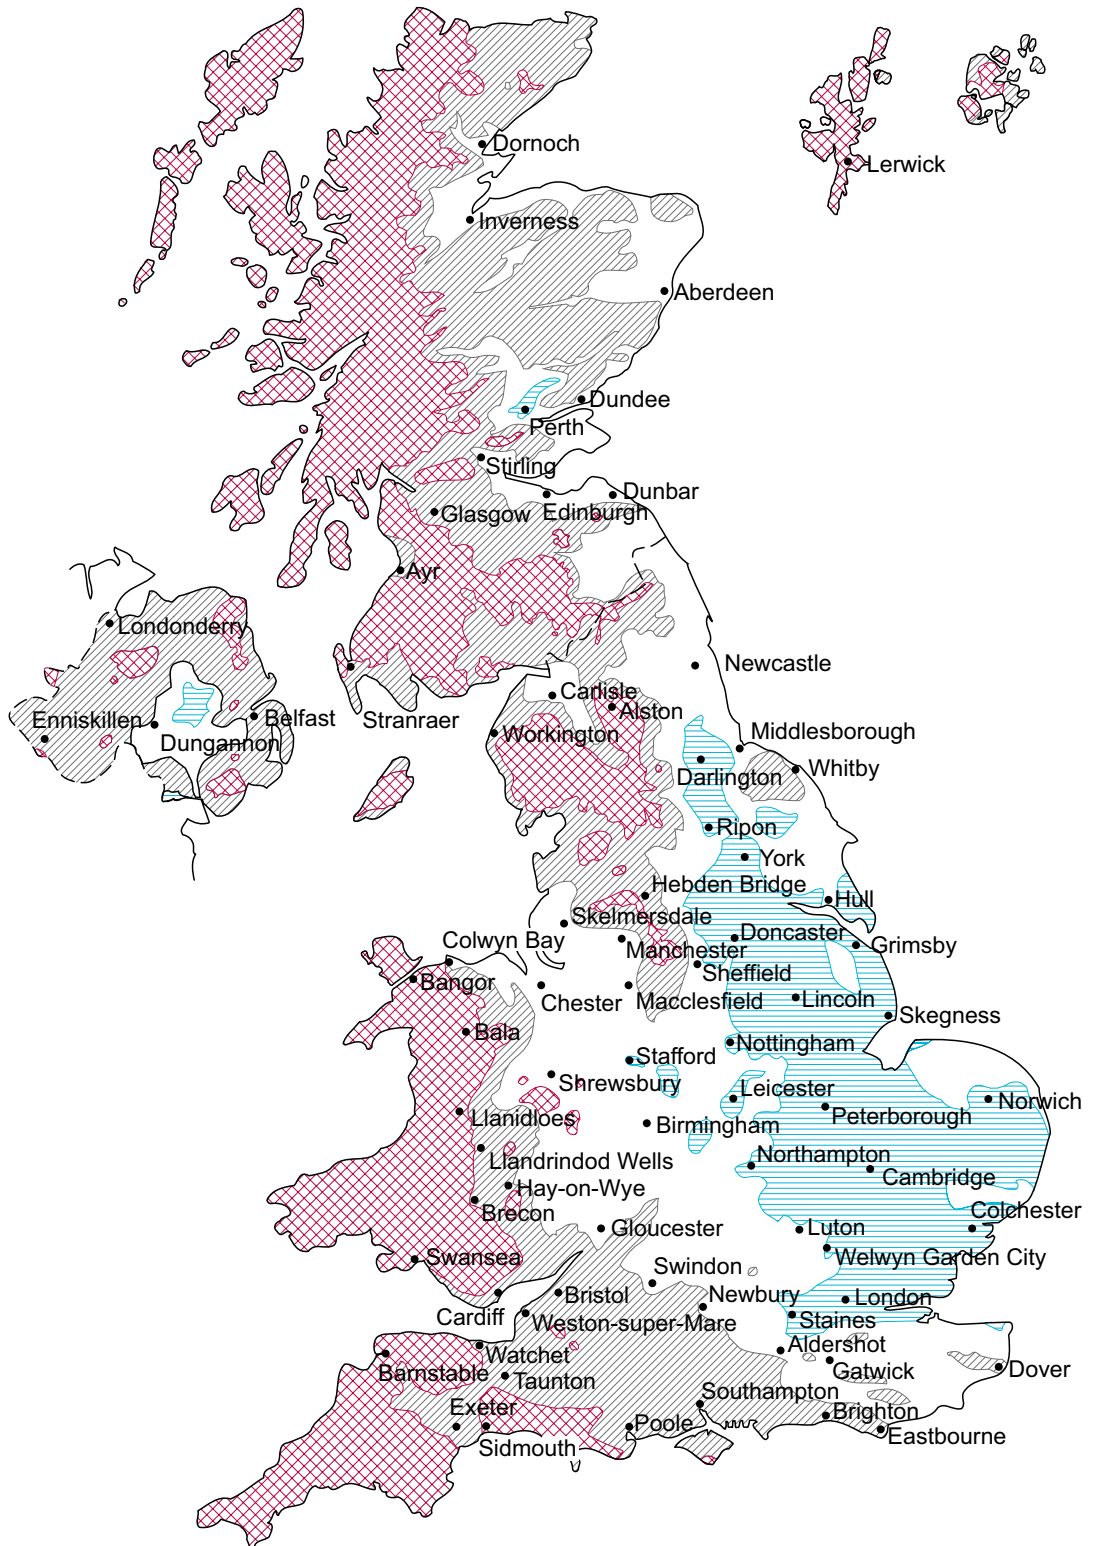 Dornoch
Lerwick
Inverness
Aberdeen
Dundee
Perth
Stirling
Dunbar
Glasgow
Edinburgh
Ayr
Londonderry
Newcastle
Carlisle
Alston
Enniskillen
Belfast
Stranraer
Dungannon
Workington
Middlesborough
Whitby
Darlington
Ripon
York
Hebden Bridge
Hull
Skelmersdale
Doncaster
Colwyn Bay
Manchester
Grimsby
Sheffield
Bangor
Chester
Macclesfield
Lincoln
Skegness
Bala
Nottingham
Stafford
Shrewsbury
Leicester
Norwich
Llanidloes
Peterborough
Birmingham
Northampton
Llandrindod Wells
Cambridge
Hay-on-Wye
Brecon
Colchester
Gloucester
Luton
Swansea
Welwyn Garden City
Swindon
Bristol
Newbury
London
Cardiff
Weston-super-Mare
Staines
Aldershot
Watchet
Barnstable
Gatwick
Dover
Taunton
Southampton
Exeter
Brighton
Poole
Sidmouth
Eastbourne